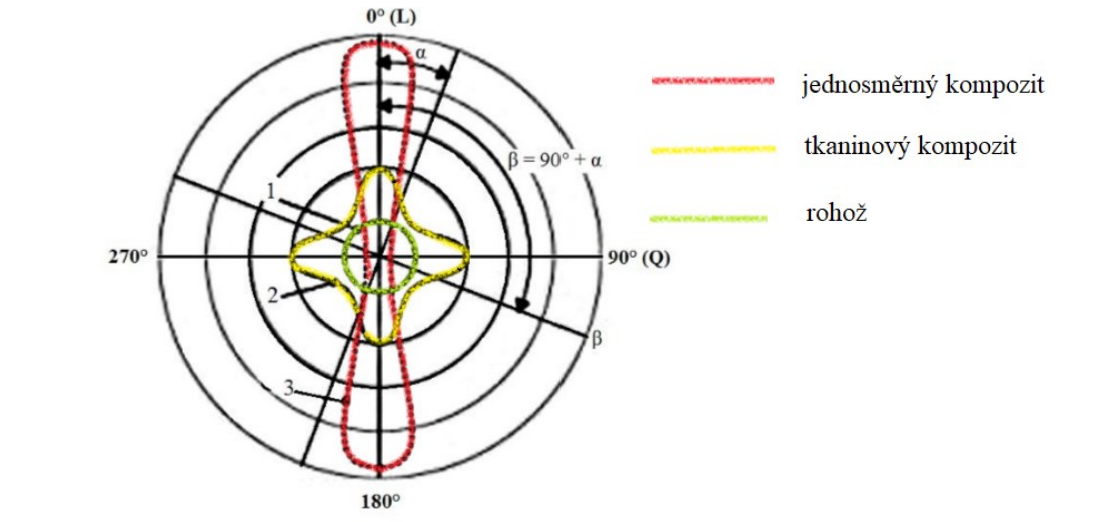 0° (L)
α
jednosměrný kompozit
tkaninový kompozit
β = 90° + α
1
rohož
270°
90° (Q)
2
β
3
180°